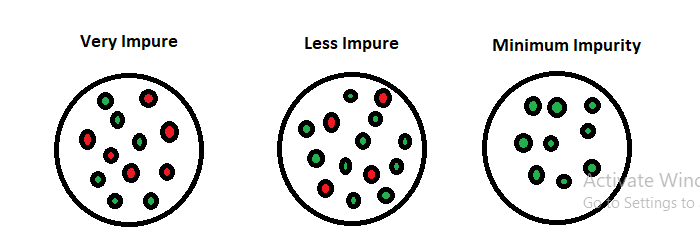 Very Impure
Less Impure
Minimum Impurity
Activate Wind
Go to Settings to